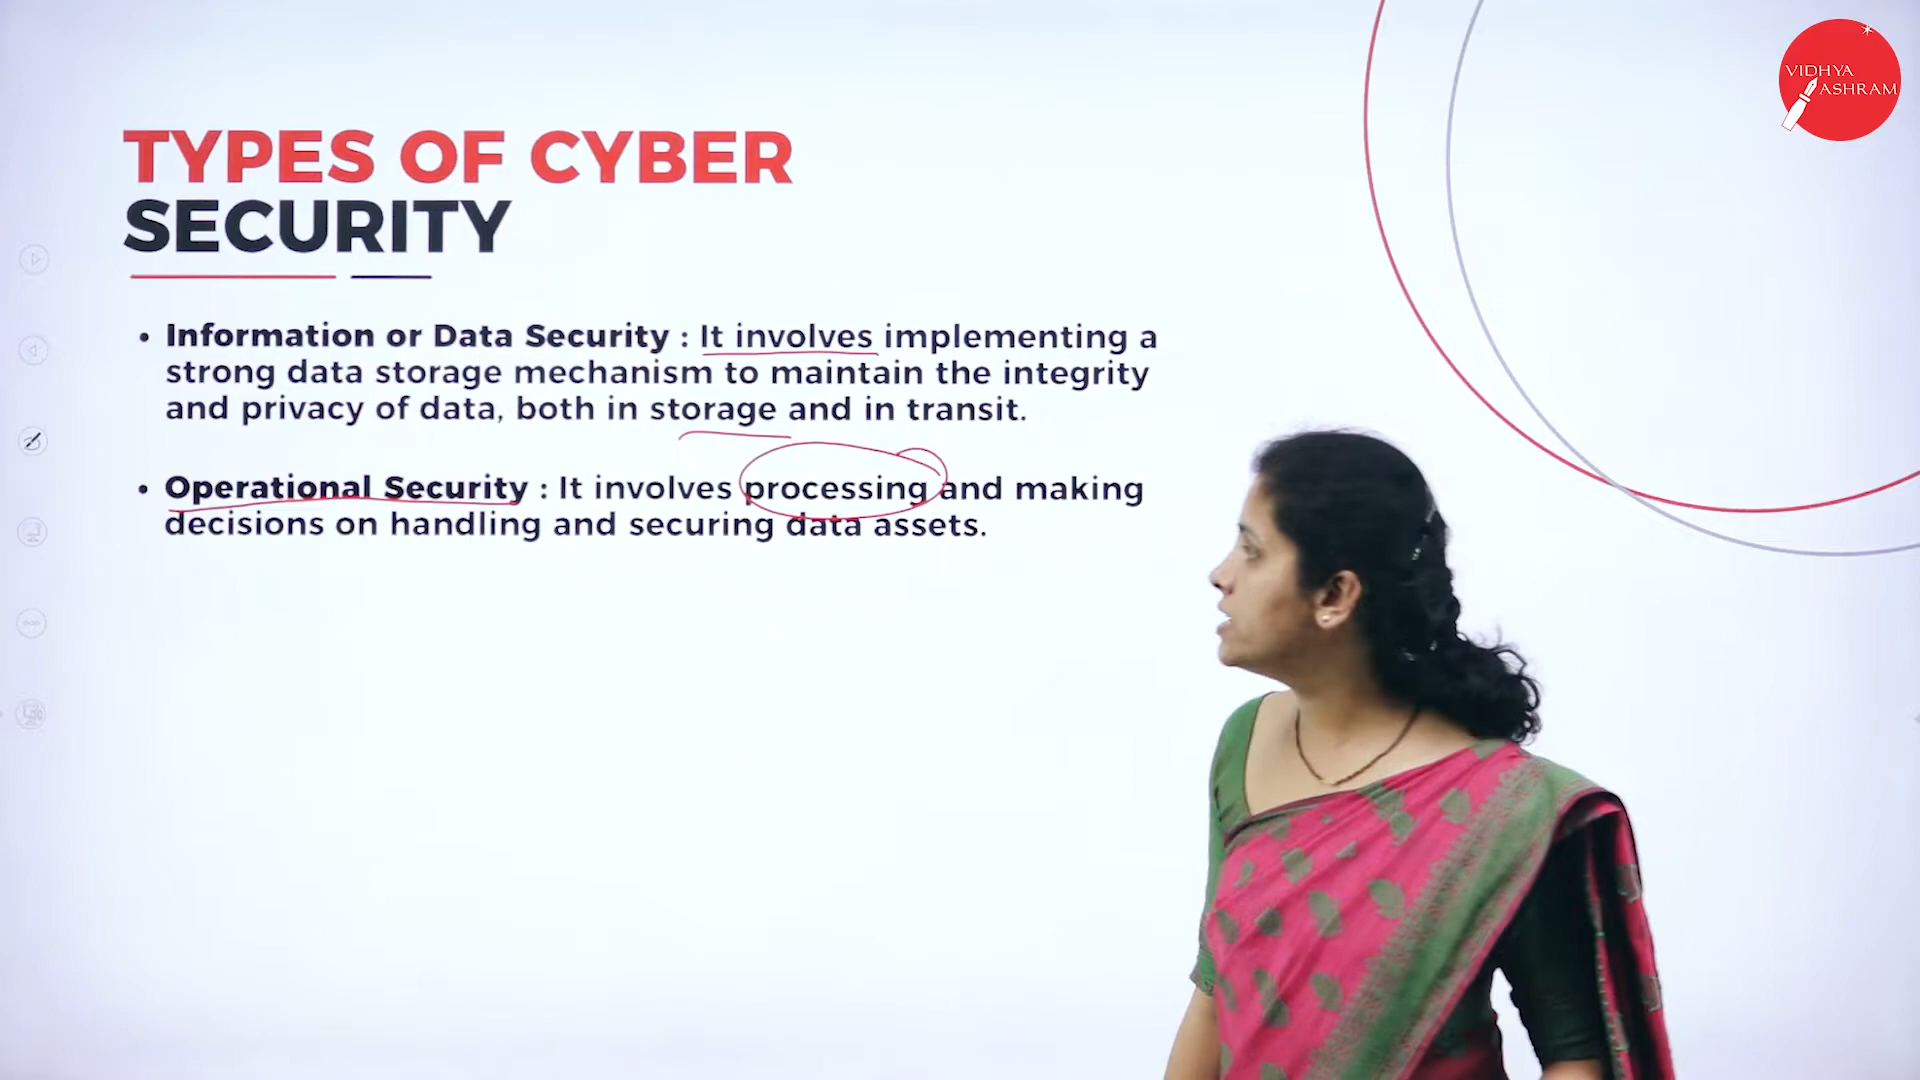 VIDHYA
ASHRAM
TYPES OF CYBER
SECURITY
• Information or Data Security : It involves implementing a
strong data storage mechanism to maintain the integrity
and privacy of data, both in storage and in transit.
• Operational Security : It involves processing and making
decisions on handling and securing data assets.